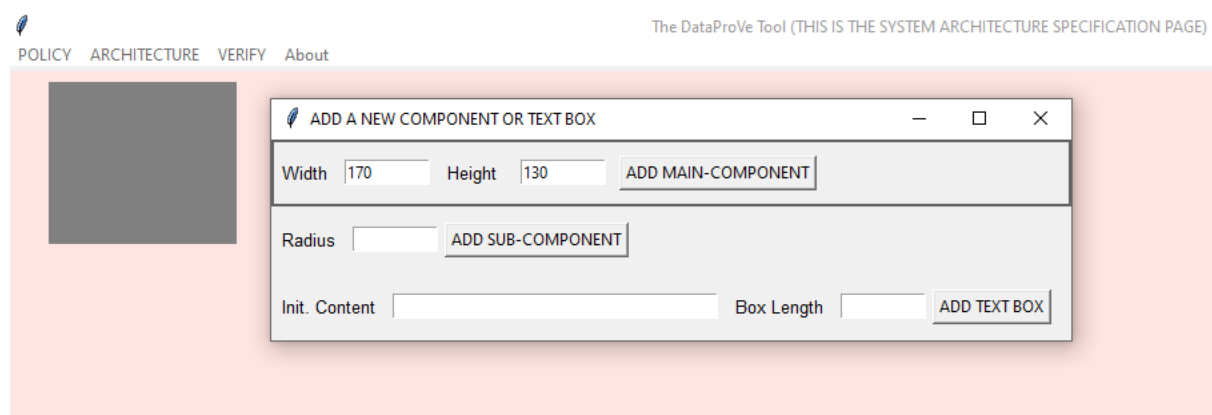 The DataProVe Tool (THIS IS THE SYSTEM ARCHITECTURE SPECIFICATION PAGE)
POLICY ARCHITECTURE VERIFY About
ADD A NEW COMPONENT OR TEXT BOX
Width 170 Height 130 ADD MAIN-COMPONENT
Radius ADD SUB-COMPONENT
Init. Content Box Length ADD TEXT BOX